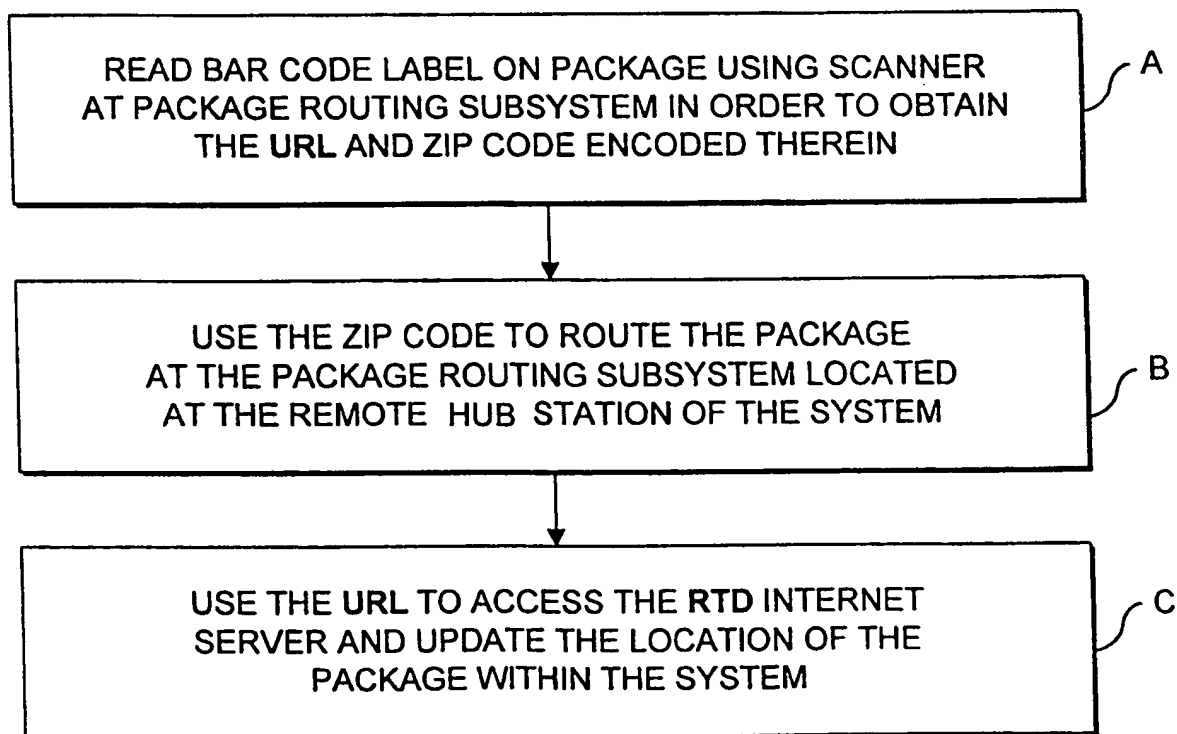 READ BAR CODE LABEL ON PACKAGE USING SCANNER
AT PACKAGE ROUTING SUBSYSTEM IN ORDER TO OBTAIN
THE URL AND ZIP CODE ENCODED THEREIN
A
USE THE ZIP CODE TO ROUTE THE PACKAGE
AT THE PACKAGE ROUTING SUBSYSTEM LOCATED
AT THE REMOTE HUB STATION OF THE SYSTEM
B
USE THE URL TO ACCESS THE RTD INTERNET
SERVER AND UPDATE THE LOCATION OF THE
PACKAGE WITHIN THE SYSTEM
C